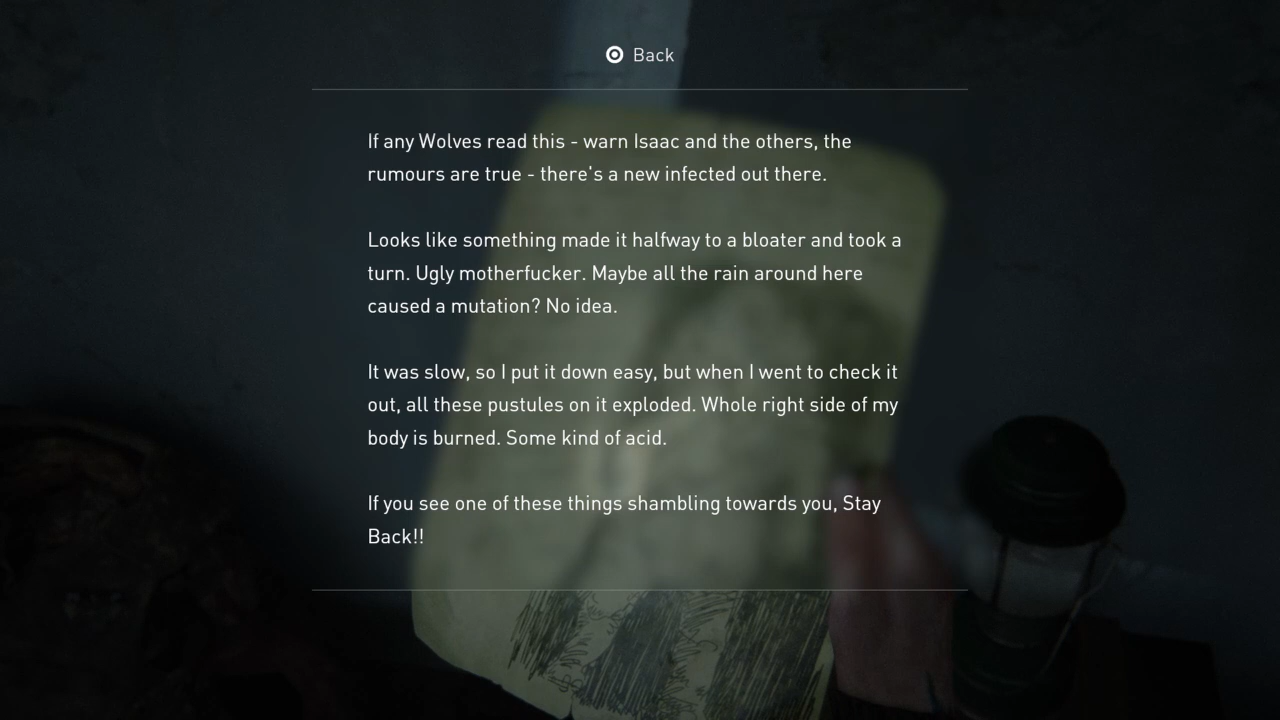 Back
If any Wolves read this - warn Isaac and the others, the
rumours are true - there's a new infected out there.
Looks like something made it halfway to a bloater and took a
turn. Ugly motherfucker. Maybe all the rain around here
caused a mutation? No idea.
It was slow, so I put it down easy, but when I went to check it
out, all these pustules on it exploded. Whole right side of my
body is burned. Some kind of acid.
If you see one of these things shambling towards you, Stay
Back!!